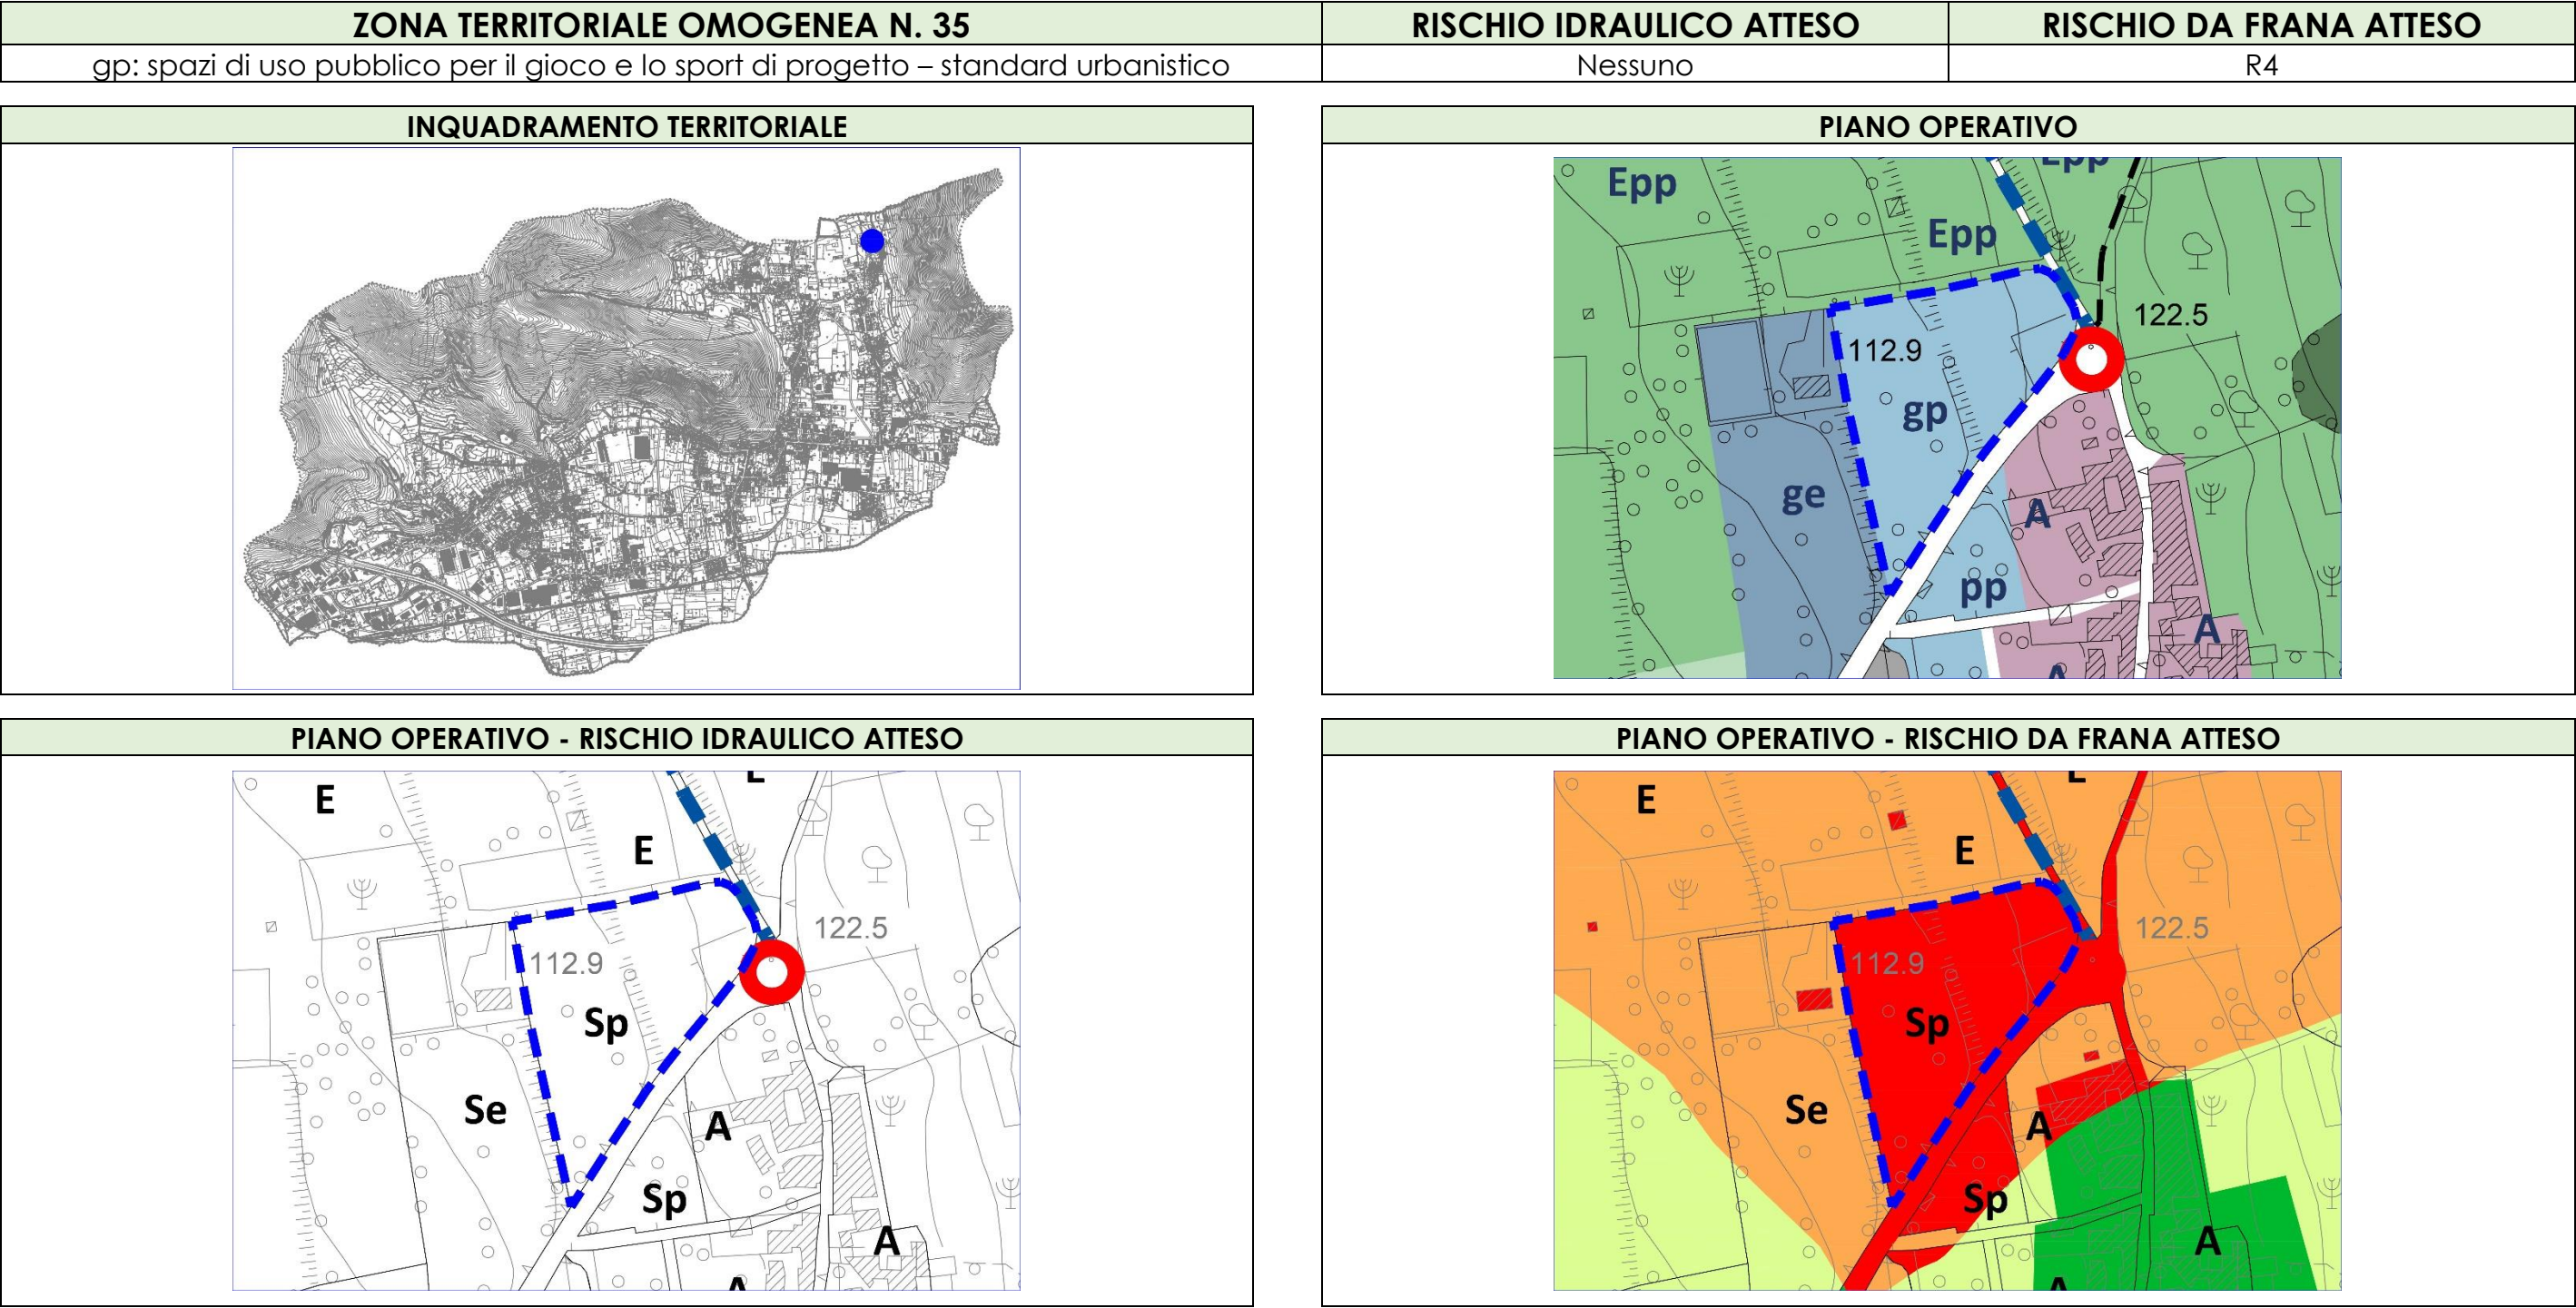 ZONA TERRITORIALE OMOGENEA N. 35
RISCHIO IDRAULICO ATTESO
RISCHIO DA FRANA ATTESO
gp: spazi di uso pubblico per il gioco e lo sport di progetto – standard urbanistico
Nessuno
R4
INQUADRAMENTO TERRITORIALE
PIANO OPERATIVO
Epp
Epp
Epp
122.5
112.9
gp
ge
A
pp
A
A
PIANO OPERATIVO - RISCHIO IDRAULICO ATTESO
E
E
E
122.5
112.9
Sp
Se
A
Sp
A
A
PIANO OPERATIVO - RISCHIO DA FRANA ATTESO
E
E
E
122.5
112.9
Sp
Se
A
Sp
A
A